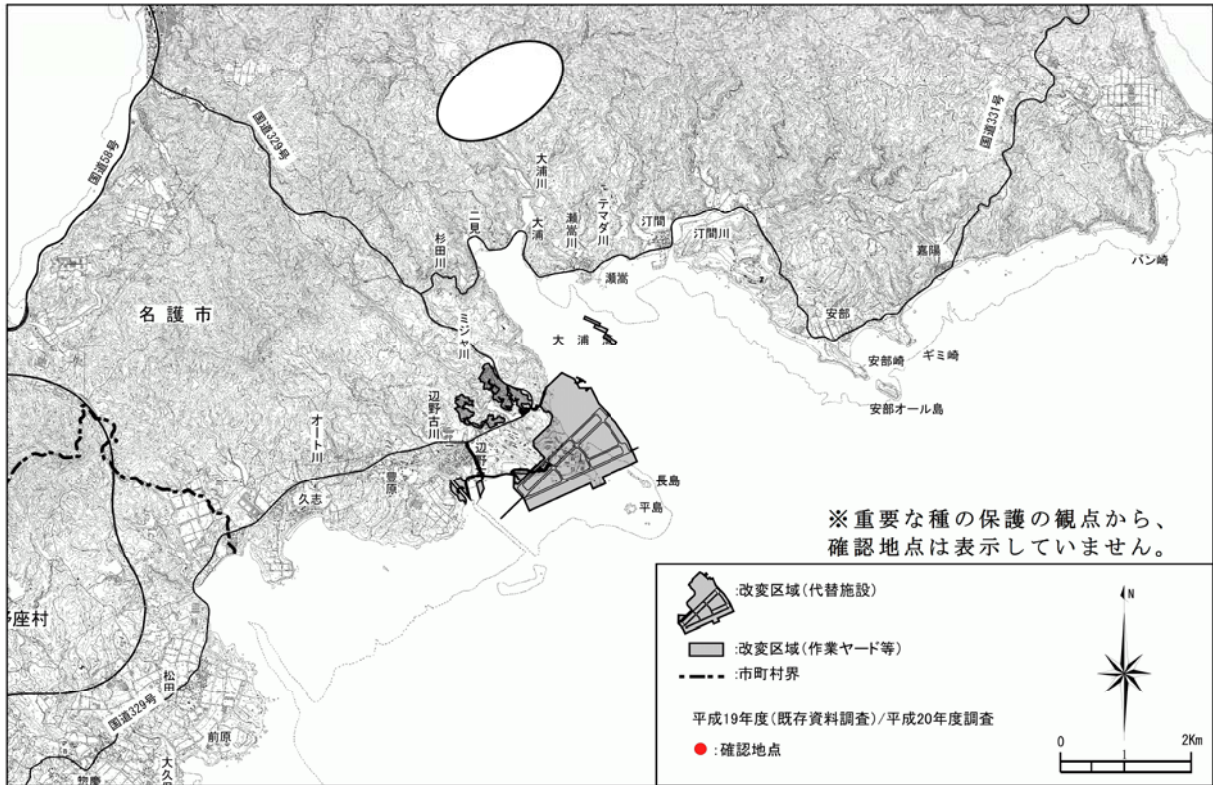 国道58号
国道329号
国道331号
大浦川
二見
大浦
瀬嵩川
テマダ川
汀間
汀間川
杉田川
瀬嵩
嘉陽
バン崎
名護市
ミジャ川
大浦
安部
安部崎
ギミ崎
安部オール島
辺野古川
辺野
オート川
豊原
久志
長島
平島
※重要な種の保護の観点から、
確認地点は表示していません。
座村
松田
国道329号
前原
大久
惣慶
:改変区域(代替施設)
:改変区域(作業ヤード等)
:市町村界
平成19年度(既存資料調査)/平成20年度調査
:確認地点
N
0 1 2Km